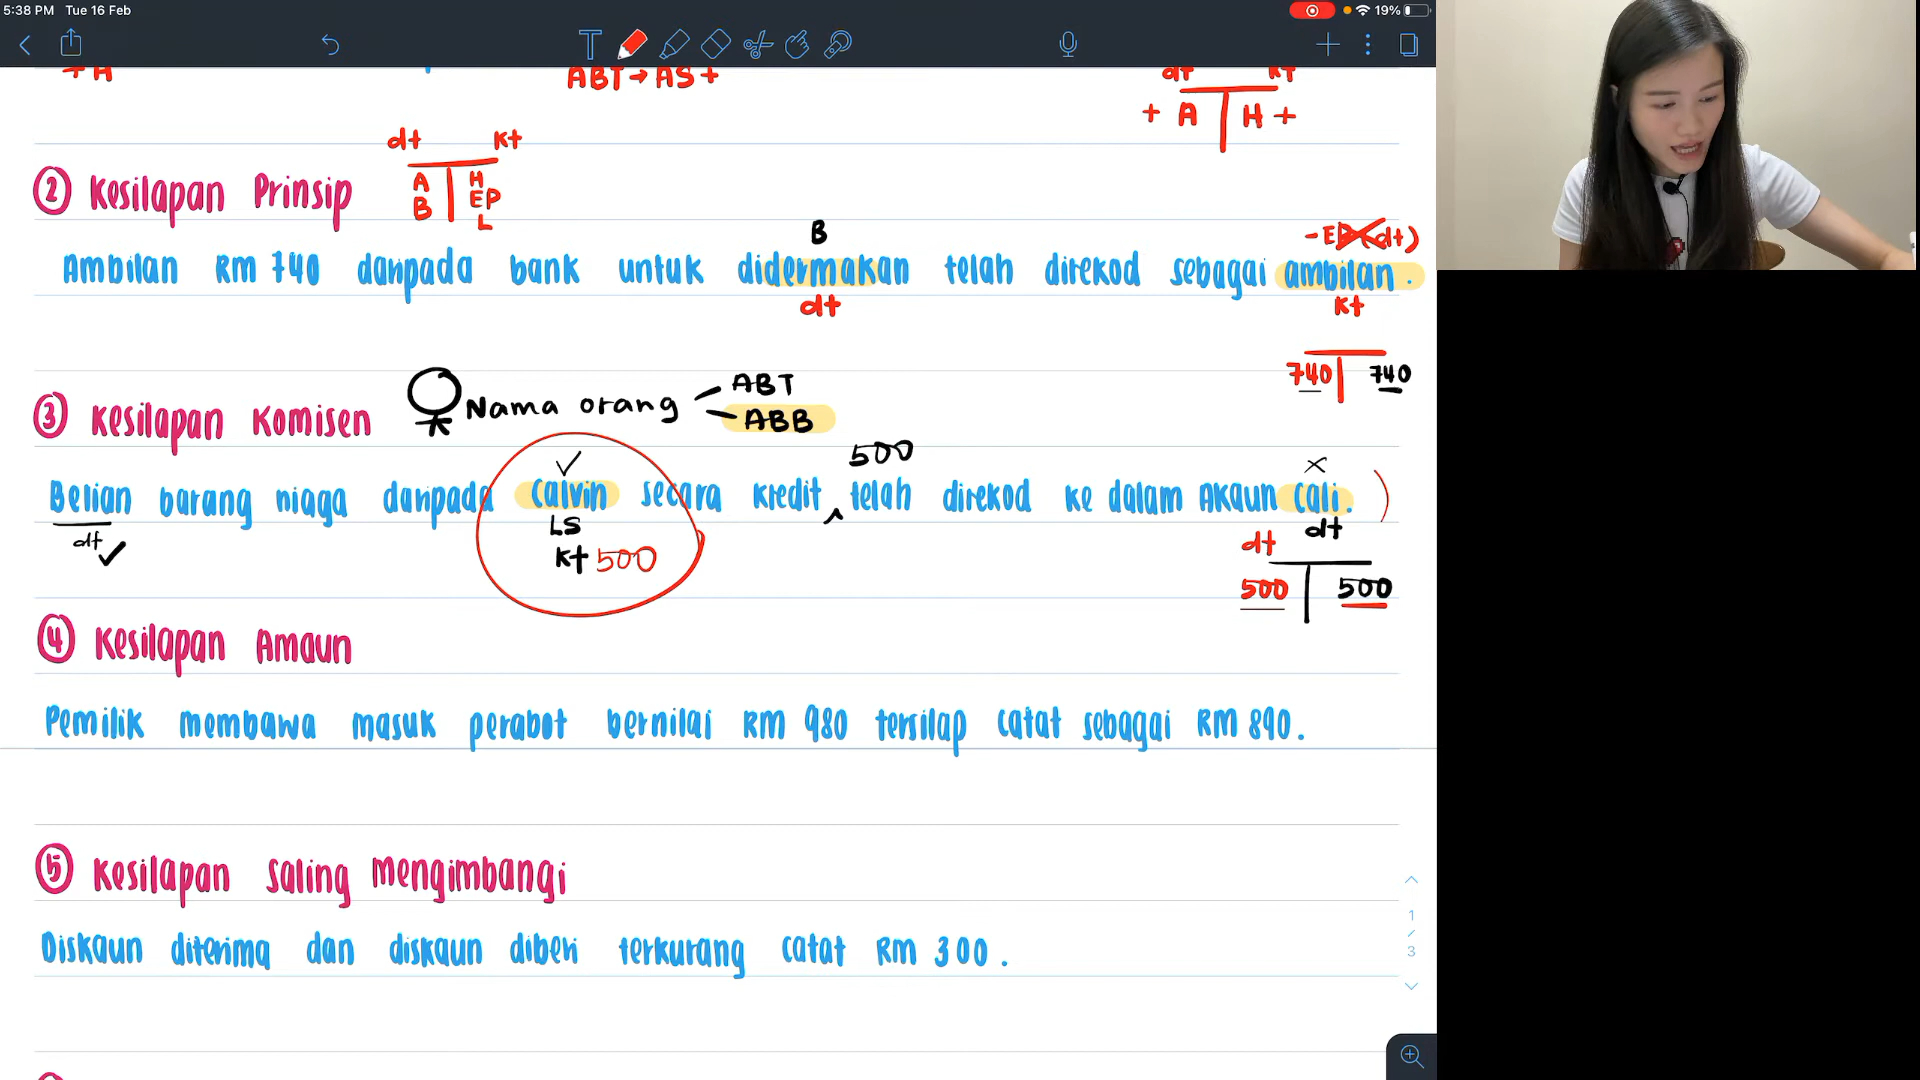 5:38 PM Tue 16 Feb
19%
+ H
ABT → AS +
dt kt
+ A H +
dt kt
② Kesilapan Prinsip
A H
B EP
L
B
- E (dt)
Ambilan RM 740 daripada bank untuk didermakan telah direkod sebagai ambilan.
dt kt
740 740
③ Kesilapan Komisen
Nama orang
ABT
ABB
500
✓ x
Belian barang niaga daripada Calvin secara kredit, telah direkod ke dalam Akaun Cali. )
dt ✓
LS
kt 500
dt
dt
500 500
④ Kesilapan Amaun
Pemilik membawa masuk perabot bernilai RM 980 tersilap catat sebagai RM 890.
⑤ Kesilapan Saling Mengimbangi
Diskaun diterima dan diskaun diberi terkurang catat RM 300.
1
/
3